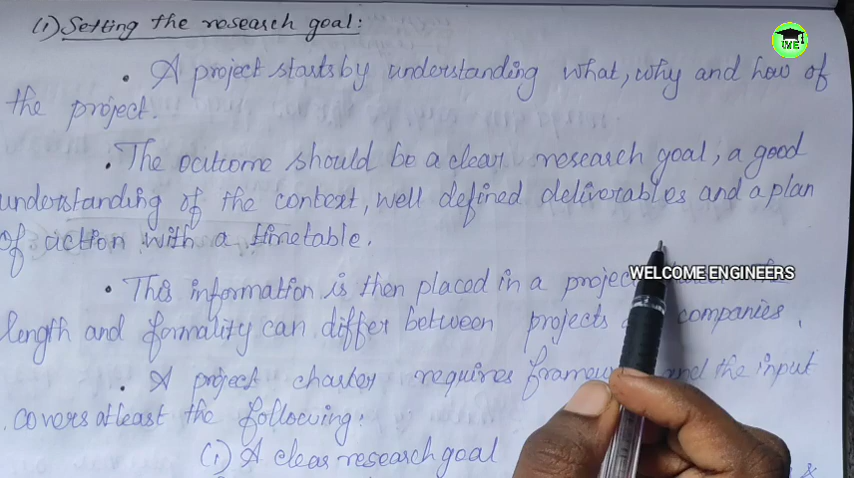 (1) Setting the research goal:
IME
• A project starts by understanding what, why and how of
the project.
• The outcome should be a clear research goal, a good
understanding of the context, well defined deliverables and a plan
of action with a timetable.
WELCOME ENGINEERS
• This information is then placed in a project
length and formality can differ between projects companies.
• A project charter requires and the input
covers atleast the following:
(i) A clear research goal